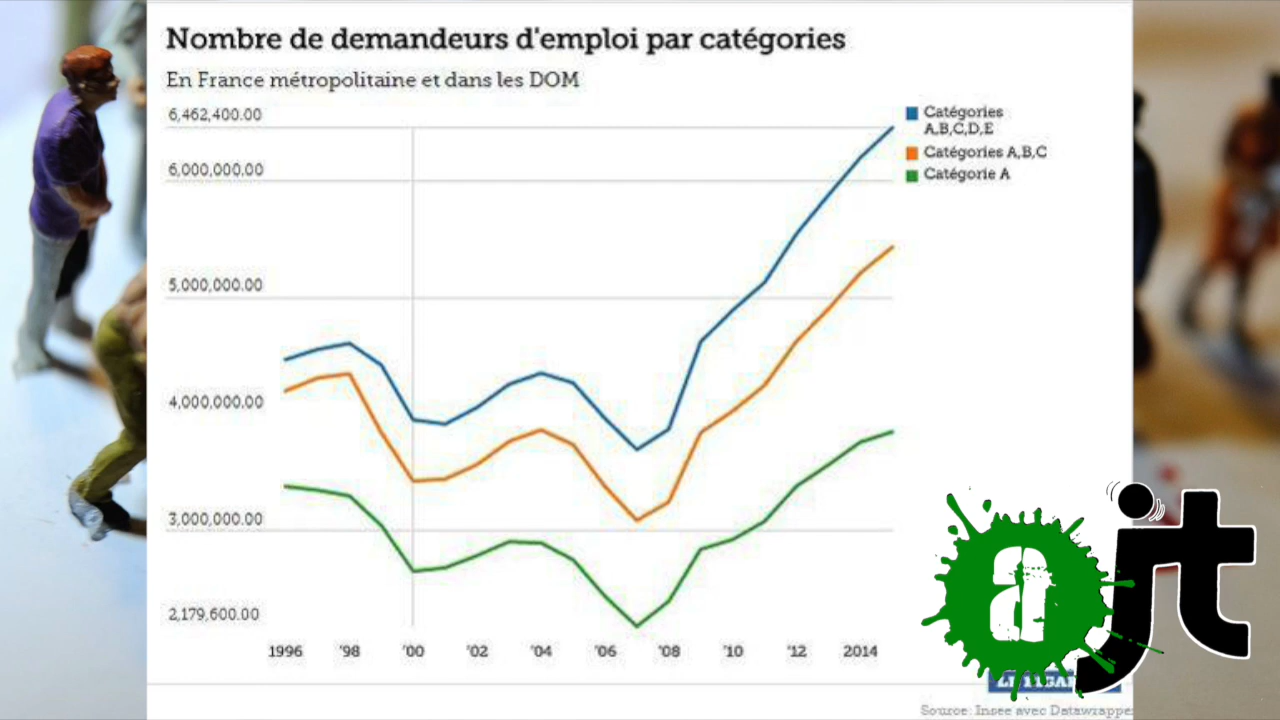 Nombre de demandeurs d'emploi par catégories
En France métropolitaine et dans les DOM
6,462,400.00
Catégories
A,B,C,D,E
Catégories A,B,C
Catégorie A
6,000,000.00
5,000,000.00
4,000,000.00
3,000,000.00
2,179,600.00
1996 '98 '00 '02 '04 '06 '08 '10 '12 2014
ajt
Source: Insee avec Datawrapper